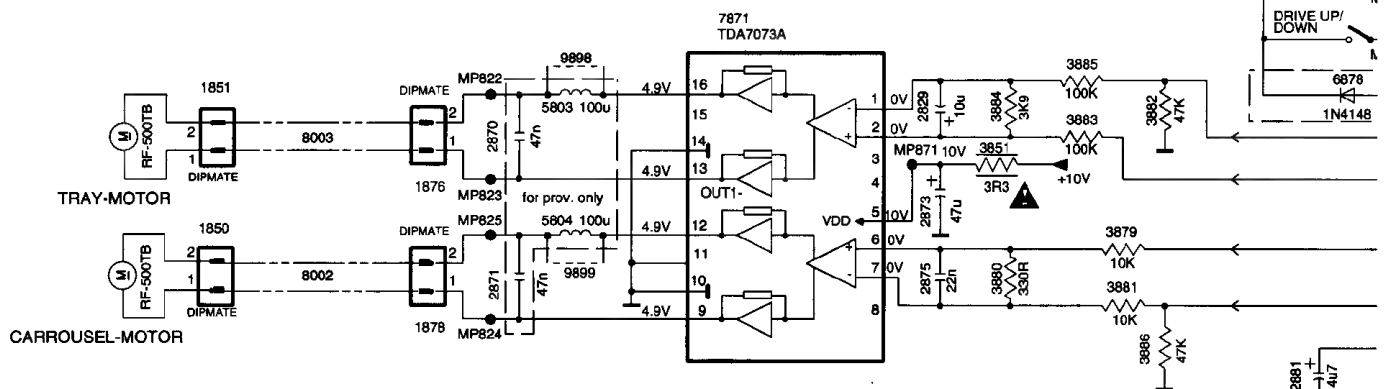 7871
TDA7073A
DRIVE UP/
DOWN
6878
1N4148
9898
MP822
5803 100u
4.9V
16
15
14
13
OUT1-
12
11
10
9
1
2
3
4
5
6
7
8
0V
0V
10V
0V
0V
VDD
2829
10u
3884
3K9
3885
100K
3883
100K
3882
47K
MP871 10V
3851
3R3
+10V
2873
47u
1851
DIPMATE
2
1
8003
RF-500TB
M
TRAY-MOTOR
DIPMATE
2
1
1876
2870
47n
MP823
4.9V
for prov. only
MP825
5804 100u
4.9V
9899
1850
DIPMATE
2
1
8002
RF-500TB
M
CARROUSEL-MOTOR
DIPMATE
2
1
1878
2871
47n
MP824
4.9V
2875
22n
3880
330R
3879
10K
3881
10K
3886
47K
2881
4u7